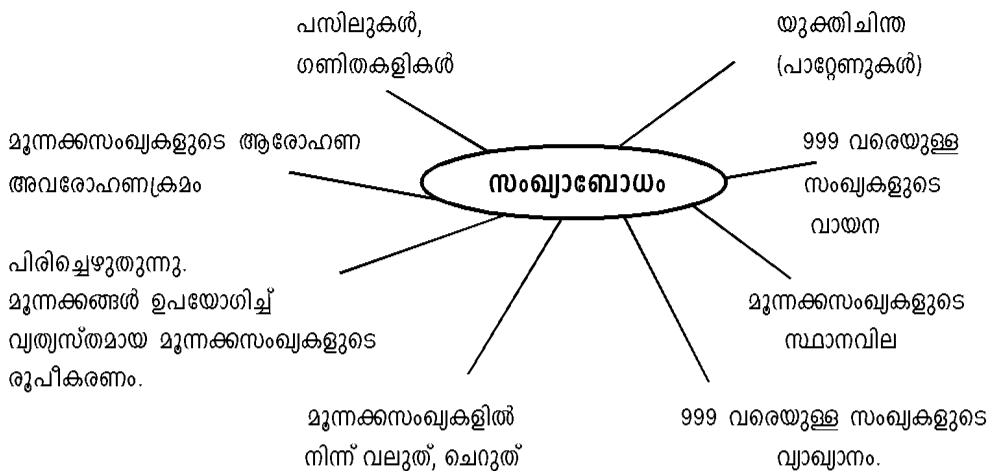 പസിലുകൾ,
ഗണിതകളികൾ
യുക്തിചിന്ത
(പാറ്റേണുകൾ)
മൂന്നക്കസംഖ്യകളുടെ ആരോഹണ
അവരോഹണക്രമം
സംഖ്യാബോധം
999 വരെയുള്ള
സംഖ്യകളുടെ
വായന
പിരിച്ചെഴുതുന്നു.
മൂന്നക്കങ്ങൾ ഉപയോഗിച്ച്
വ്യത്യസ്തമായ മൂന്നക്കസംഖ്യകളുടെ
രൂപീകരണം.
മൂന്നക്കസംഖ്യകളുടെ
സ്ഥാനവില
മൂന്നക്കസംഖ്യകളിൽ
നിന്ന് വലുത്, ചെറുത്
999 വരെയുള്ള സംഖ്യകളുടെ
വ്യാഖ്യാനം.